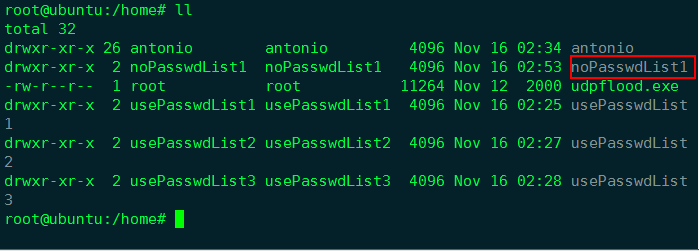 root@ubuntu:/home# ll
total 32
drwxr-xr-x 26 antonio      antonio       4096 Nov 16 02:34 antonio
drwxr-xr-x  2 noPasswdList1  noPasswdList1   4096 Nov 16 02:53 noPasswdList1
-rw-r--r--  1 root         root         11264 Nov 12  2000 udpflood.exe
drwxr-xr-x  2 usePasswdList1 usePasswdList1  4096 Nov 16 02:25 usePasswdList
1
drwxr-xr-x  2 usePasswdList2 usePasswdList2  4096 Nov 16 02:27 usePasswdList
2
drwxr-xr-x  2 usePasswdList3 usePasswdList3  4096 Nov 16 02:28 usePasswdList
3
root@ubuntu:/home#